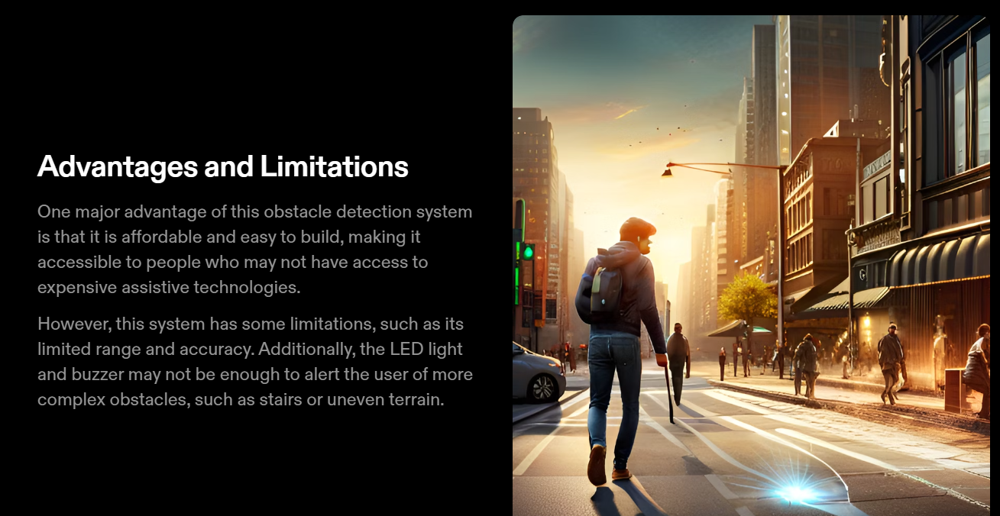 Advantages and Limitations
One major advantage of this obstacle detection system
is that it is affordable and easy to build, making it
accessible to people who may not have access to
expensive assistive technologies.
However, this system has some limitations, such as its
limited range and accuracy. Additionally, the LED light
and buzzer may not be enough to alert the user of more
complex obstacles, such as stairs or uneven terrain.